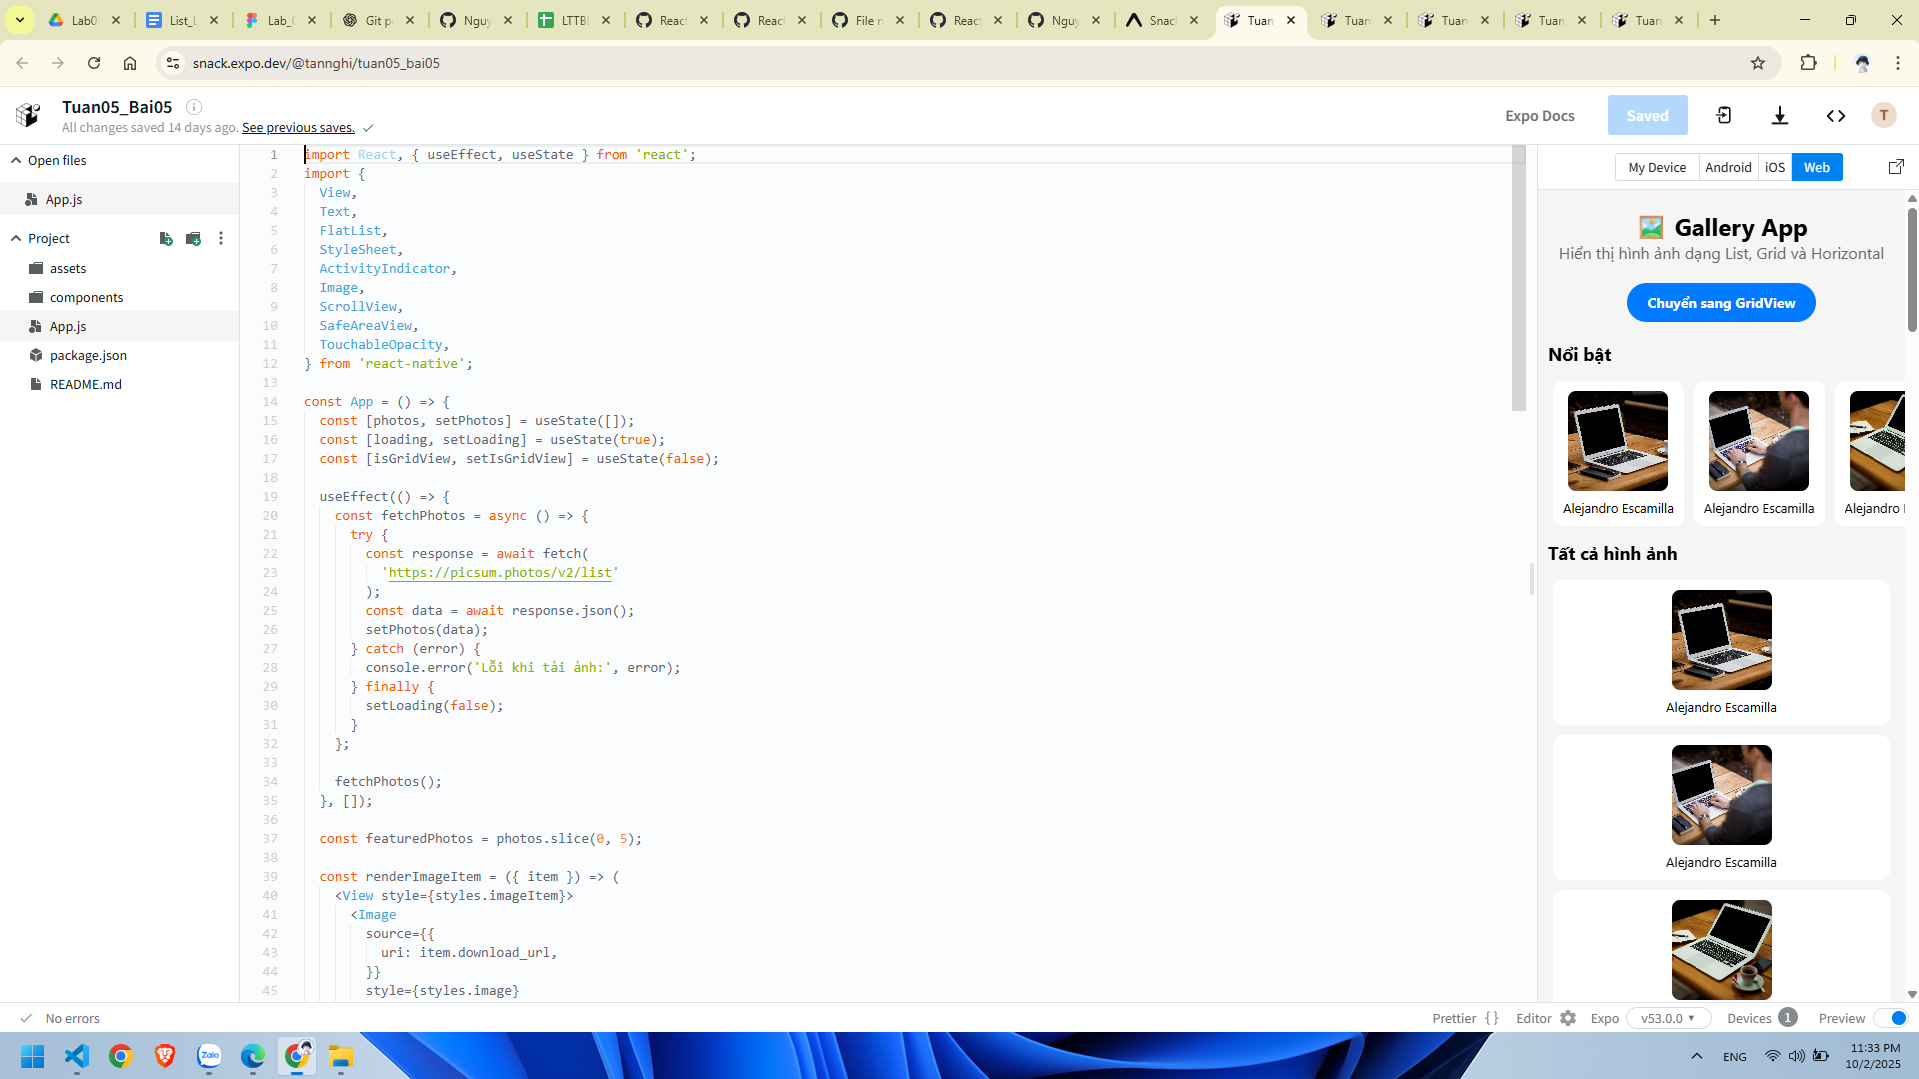 Lab0
List_L
Lab_0
Git p
Nguy
LTTBD
React
React
File n
React
Nguy
Snack
Tuan
Tuan
Tuan
Tuan
Tuan
snack.expo.dev/@tannghi/tuan05_bai05
Tuan05_Bai05
All changes saved 14 days ago. See previous saves.
Expo Docs
Saved
T
Open files
App.js
Project
assets
components
App.js
package.json
README.md
1 import React, { useEffect, useState } from 'react';
2 import {
3 View,
4 Text,
5 FlatList,
6 StyleSheet,
7 ActivityIndicator,
8 Image,
9 ScrollView,
10 SafeAreaView,
11 TouchableOpacity,
12 } from 'react-native';
13
14 const App = () => {
15 const [photos, setPhotos] = useState([]);
16 const [loading, setLoading] = useState(true);
17 const [isGridView, setIsGridView] = useState(false);
18
19 useEffect(() => {
20 const fetchPhotos = async () => {
21 try {
22 const response = await fetch(
23 'https://picsum.photos/v2/list'
24 );
25 const data = await response.json();
26 setPhotos(data);
27 } catch (error) {
28 console.error('Lỗi khi tải ảnh:', error);
29 } finally {
30 setLoading(false);
31 }
32 };
33
34 fetchPhotos();
35 }, []);
36
37 const featuredPhotos = photos.slice(0, 5);
38
39 const renderImageItem = ({ item }) => (
40 <View style={styles.imageItem}>
41 <Image
42 source={{
43 uri: item.download_url,
44 }}
45 style={styles.image}
My Device
Android
iOS
Web
Gallery App
Hiển thị hình ảnh dạng List, Grid và Horizontal
Chuyển sang GridView
Nổi bật
Alejandro Escamilla
Alejandro Escamilla
Alejandro
Tất cả hình ảnh
Alejandro Escamilla
Alejandro Escamilla
No errors
Prettier { }
Editor
Expo
v53.0.0
Devices 1
Preview
Zalo
ENG
11:33 PM
10/2/2025